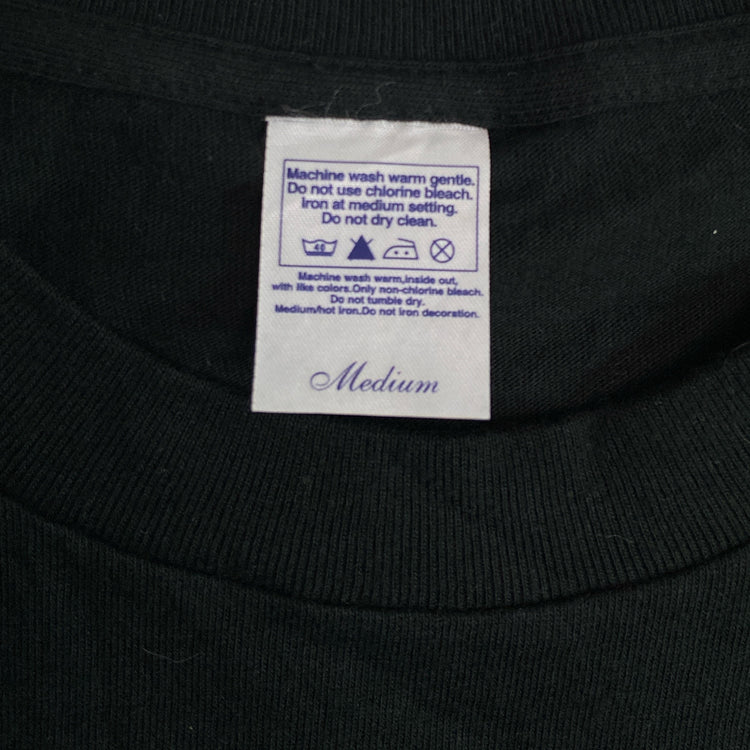 Machine wash warm gentle.
Do not use chlorine bleach.
Iron at medium setting.
Do not dry clean.
40
Machine wash warm,inside out,
with like colors.Only non-chlorine bleach.
Do not tumble dry.
Medium/hot iron.Do not iron decoration.
Medium